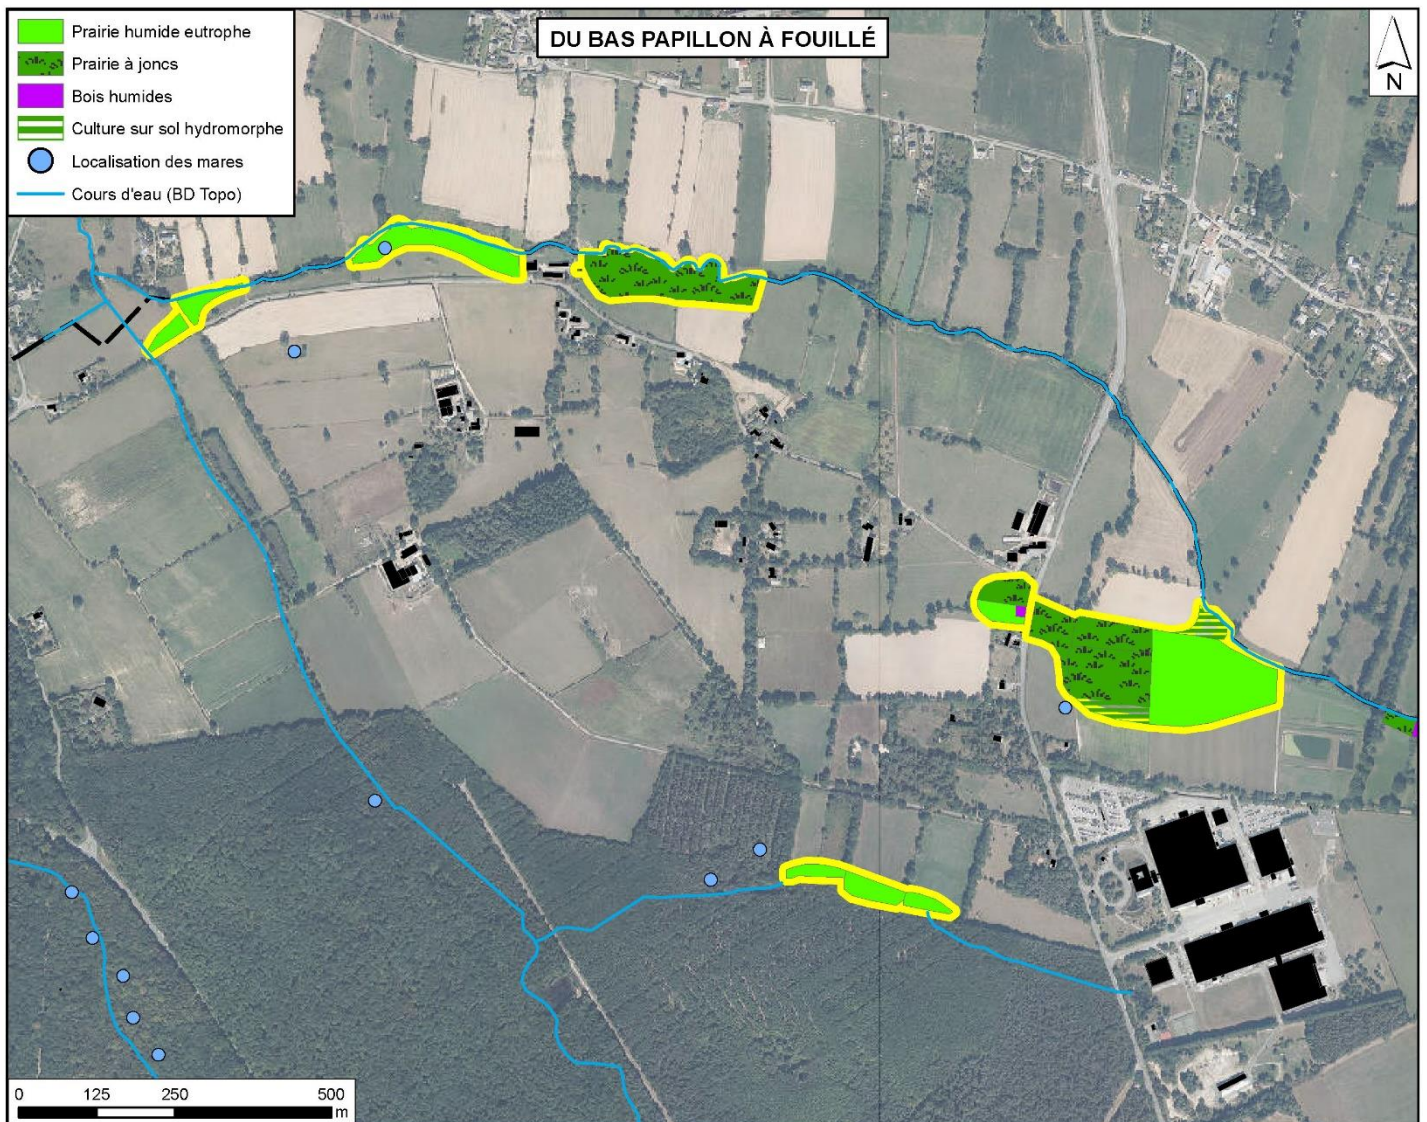 DU BAS PAPILLON À FOUILLÉ
Prairie humide eutrophe
Prairie à joncs
Bois humides
Culture sur sol hydromorphe
Localisation des mares
Cours d'eau (BD Topo)
N
0 125 250 500
m